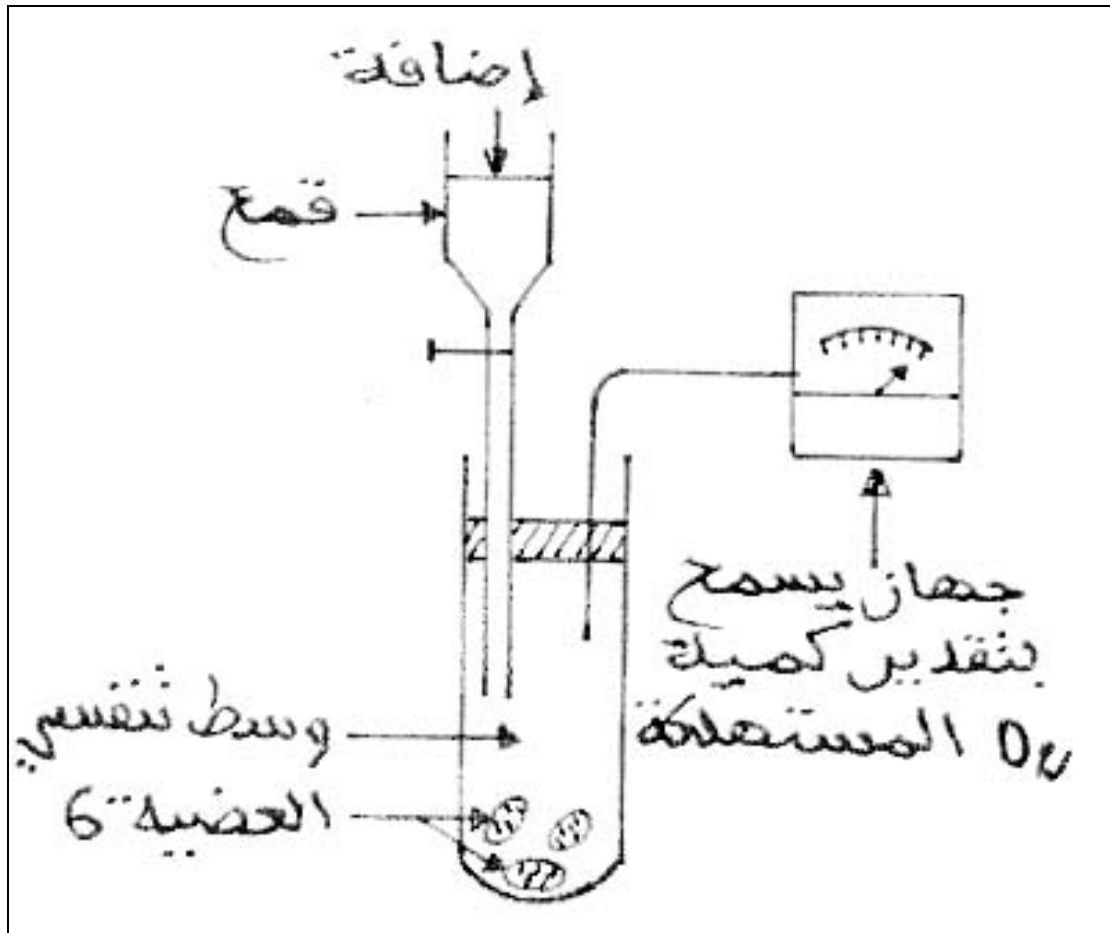 إضافة
قمع
جهاز يسمح
بتقدير كمية
O₂ المستهلكة
وسط تنفسي
العضية 6